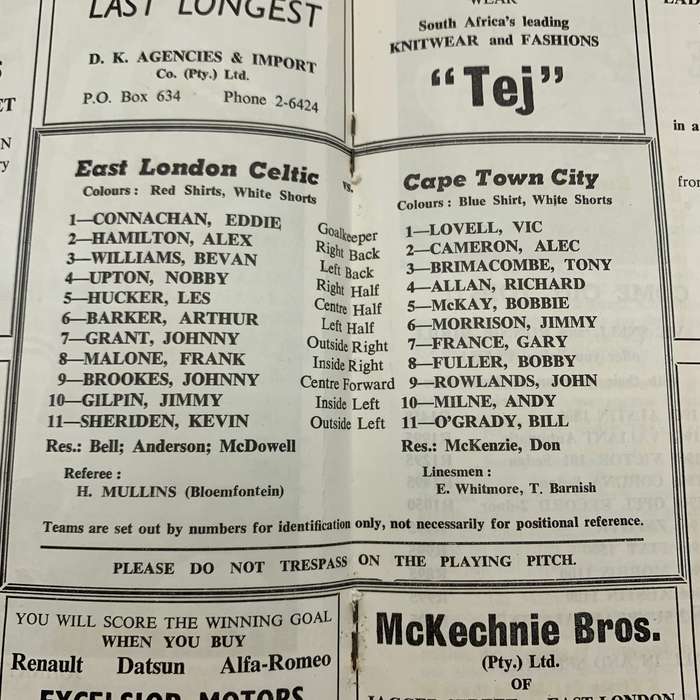 LAST LONGEST
D. K. AGENCIES & IMPORT
Co. (Pty.) Ltd.
P.O. Box 634 Phone 2-6424
WEAR
South Africa's leading
KNITWEAR and FASHIONS
"Tej"
in a
fro
East London Celtic vs. Cape Town City
Colours : Red Shirts, White Shorts
Colours : Blue Shirt, White Shorts
1—CONNACHAN, EDDIE Goalkeeper 1—LOVELL, VIC
2—HAMILTON, ALEX Right Back 2—CAMERON, ALEC
3—WILLIAMS, BEVAN Left Back 3—BRIMACOMBE, TONY
4—UPTON, NOBBY Right Half 4—ALLAN, RICHARD
5—HUCKER, LES Centre Half 5—McKAY, BOBBIE
6—BARKER, ARTHUR Left Half 6—MORRISON, JIMMY
7—GRANT, JOHNNY Outside Right 7—FRANCE, GARY
8—MALONE, FRANK Inside Right 8—FULLER, BOBBY
9—BROOKES, JOHNNY Centre Forward 9—ROWLANDS, JOHN
10—GILPIN, JIMMY Inside Left 10—MILNE, ANDY
11—SHERIDEN, KEVIN Outside Left 11—O'GRADY, BILL
Res.: Bell; Anderson; McDowell Res.: McKenzie, Don
Referee : Linesmen :
H. MULLINS (Bloemfontein) E. Whitmore, T. Barnish
Teams are set out by numbers for identification only, not necessarily for positional reference.
PLEASE DO NOT TRESPASS ON THE PLAYING PITCH.
YOU WILL SCORE THE WINNING GOAL
WHEN YOU BUY
Renault Datsun Alfa-Romeo
EXCELSIOR MOTORS
McKechnie Bros.
(Pty.) Ltd.
OF
EAST LONDON